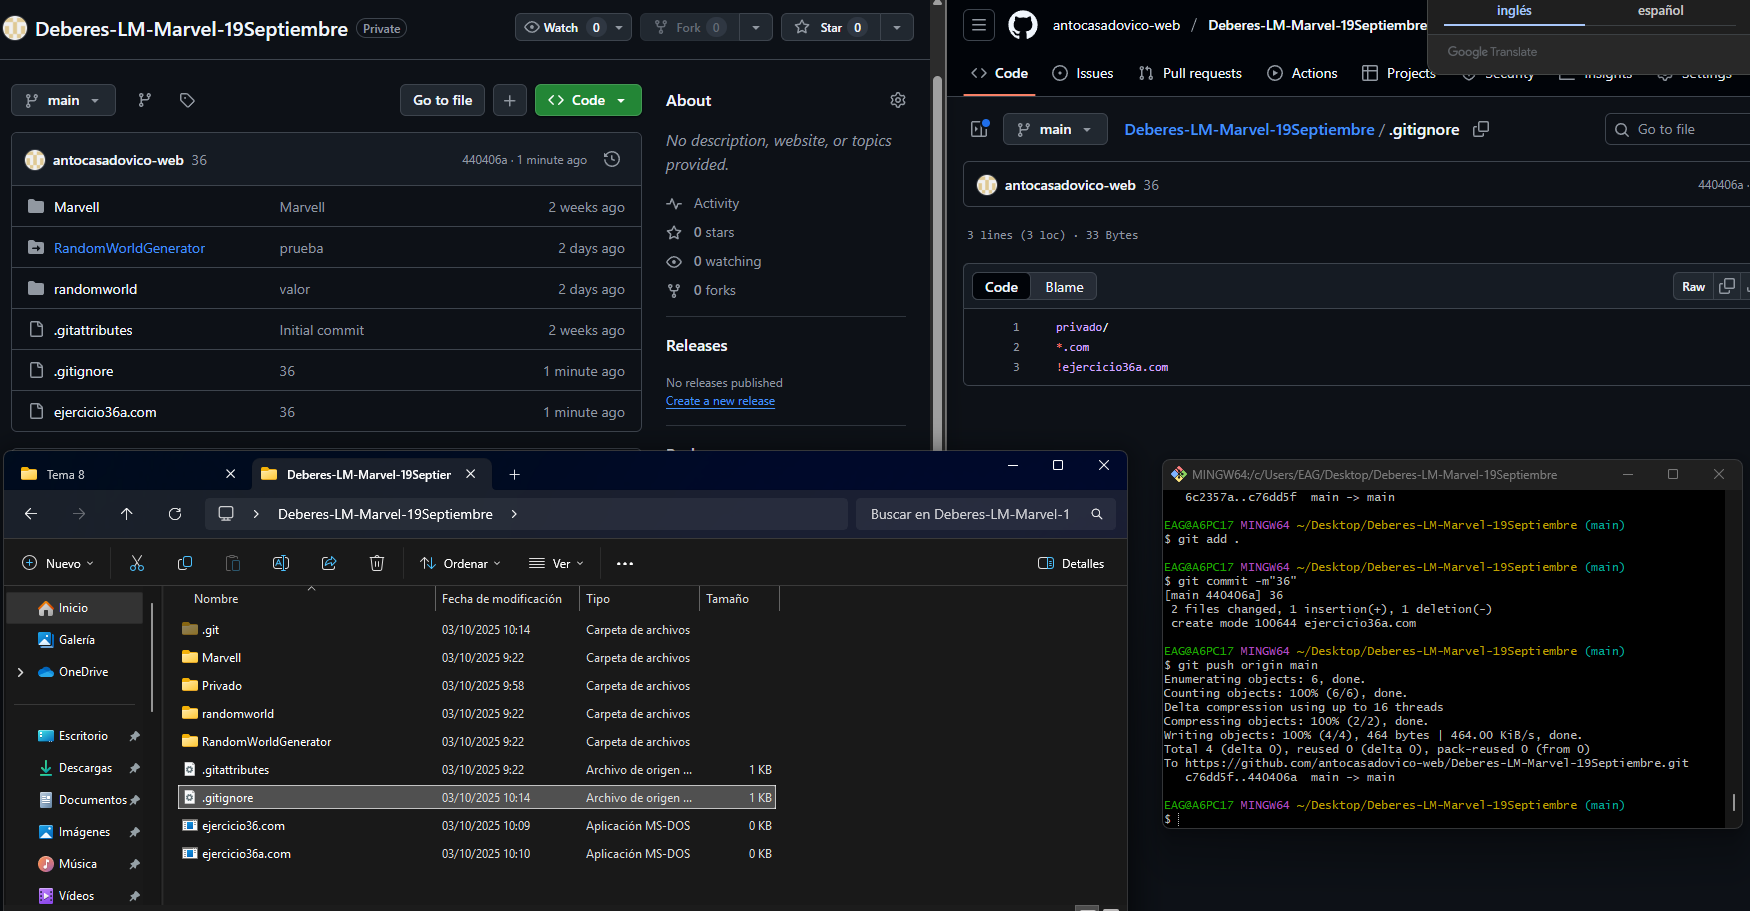 Deberes-LM-Marvel-19Septiembre Private
Watch 0
Fork 0
Star 0
main
Go to file
Code
antocasadovico-web 36
440406a · 1 minute ago
Marvell Marvell 2 weeks ago
RandomWorldGenerator prueba 2 days ago
randomworld valor 2 days ago
.gitattributes Initial commit 2 weeks ago
.gitignore 36 1 minute ago
ejercicio36a.com 36 1 minute ago
About
No description, website, or topics
provided.
Activity
0 stars
0 watching
0 forks
Releases
No releases published
Create a new release
antocasadovico-web / Deberes-LM-Marvel-19Septiembre
inglés español
Google Translate
Code Issues Pull requests Actions Projects Security Insights Settings
main
Deberes-LM-Marvel-19Septiembre / .gitignore
Go to file
antocasadovico-web 36
440406a ·
3 lines (3 loc) · 33 Bytes
Code Blame
Raw
1 privado/
2 *.com
3 !ejercicio36a.com
Tema 8
Deberes-LM-Marvel-19Septier
Deberes-LM-Marvel-19Septiembre
Buscar en Deberes-LM-Marvel-1
Nuevo
Ordenar
Ver
Detalles
Inicio
Galería
OneDrive
Escritorio
Descargas
Documentos
Imágenes
Música
Vídeos
Nombre Fecha de modificación Tipo Tamaño
.git 03/10/2025 10:14 Carpeta de archivos
Marvell 03/10/2025 9:22 Carpeta de archivos
Privado 03/10/2025 9:58 Carpeta de archivos
randomworld 03/10/2025 9:22 Carpeta de archivos
RandomWorldGenerator 03/10/2025 9:22 Carpeta de archivos
.gitattributes 03/10/2025 9:22 Archivo de origen ... 1 KB
.gitignore 03/10/2025 10:14 Archivo de origen ... 1 KB
ejercicio36.com 03/10/2025 10:09 Aplicación MS-DOS 0 KB
ejercicio36a.com 03/10/2025 10:10 Aplicación MS-DOS 0 KB
MINGW64:/c/Users/EAG/Desktop/Deberes-LM-Marvel-19Septiembre
6c2357a..c76dd5f main -> main
EAG@A6PC17 MINGW64 ~/Desktop/Deberes-LM-Marvel-19Septiembre (main)
$ git add .
EAG@A6PC17 MINGW64 ~/Desktop/Deberes-LM-Marvel-19Septiembre (main)
$ git commit -m"36"
[main 440406a] 36
2 files changed, 1 insertion(+), 1 deletion(-)
create mode 100644 ejercicio36a.com
EAG@A6PC17 MINGW64 ~/Desktop/Deberes-LM-Marvel-19Septiembre (main)
$ git push origin main
Enumerating objects: 6, done.
Counting objects: 100% (6/6), done.
Delta compression using up to 16 threads
Compressing objects: 100% (2/2), done.
Writing objects: 100% (4/4), 464 bytes | 464.00 KiB/s, done.
Total 4 (delta 0), reused 0 (delta 0), pack-reused 0 (from 0)
To https://github.com/antocasadovico-web/Deberes-LM-Marvel-19Septiembre.git
c76dd5f..440406a main -> main
EAG@A6PC17 MINGW64 ~/Desktop/Deberes-LM-Marvel-19Septiembre (main)
$